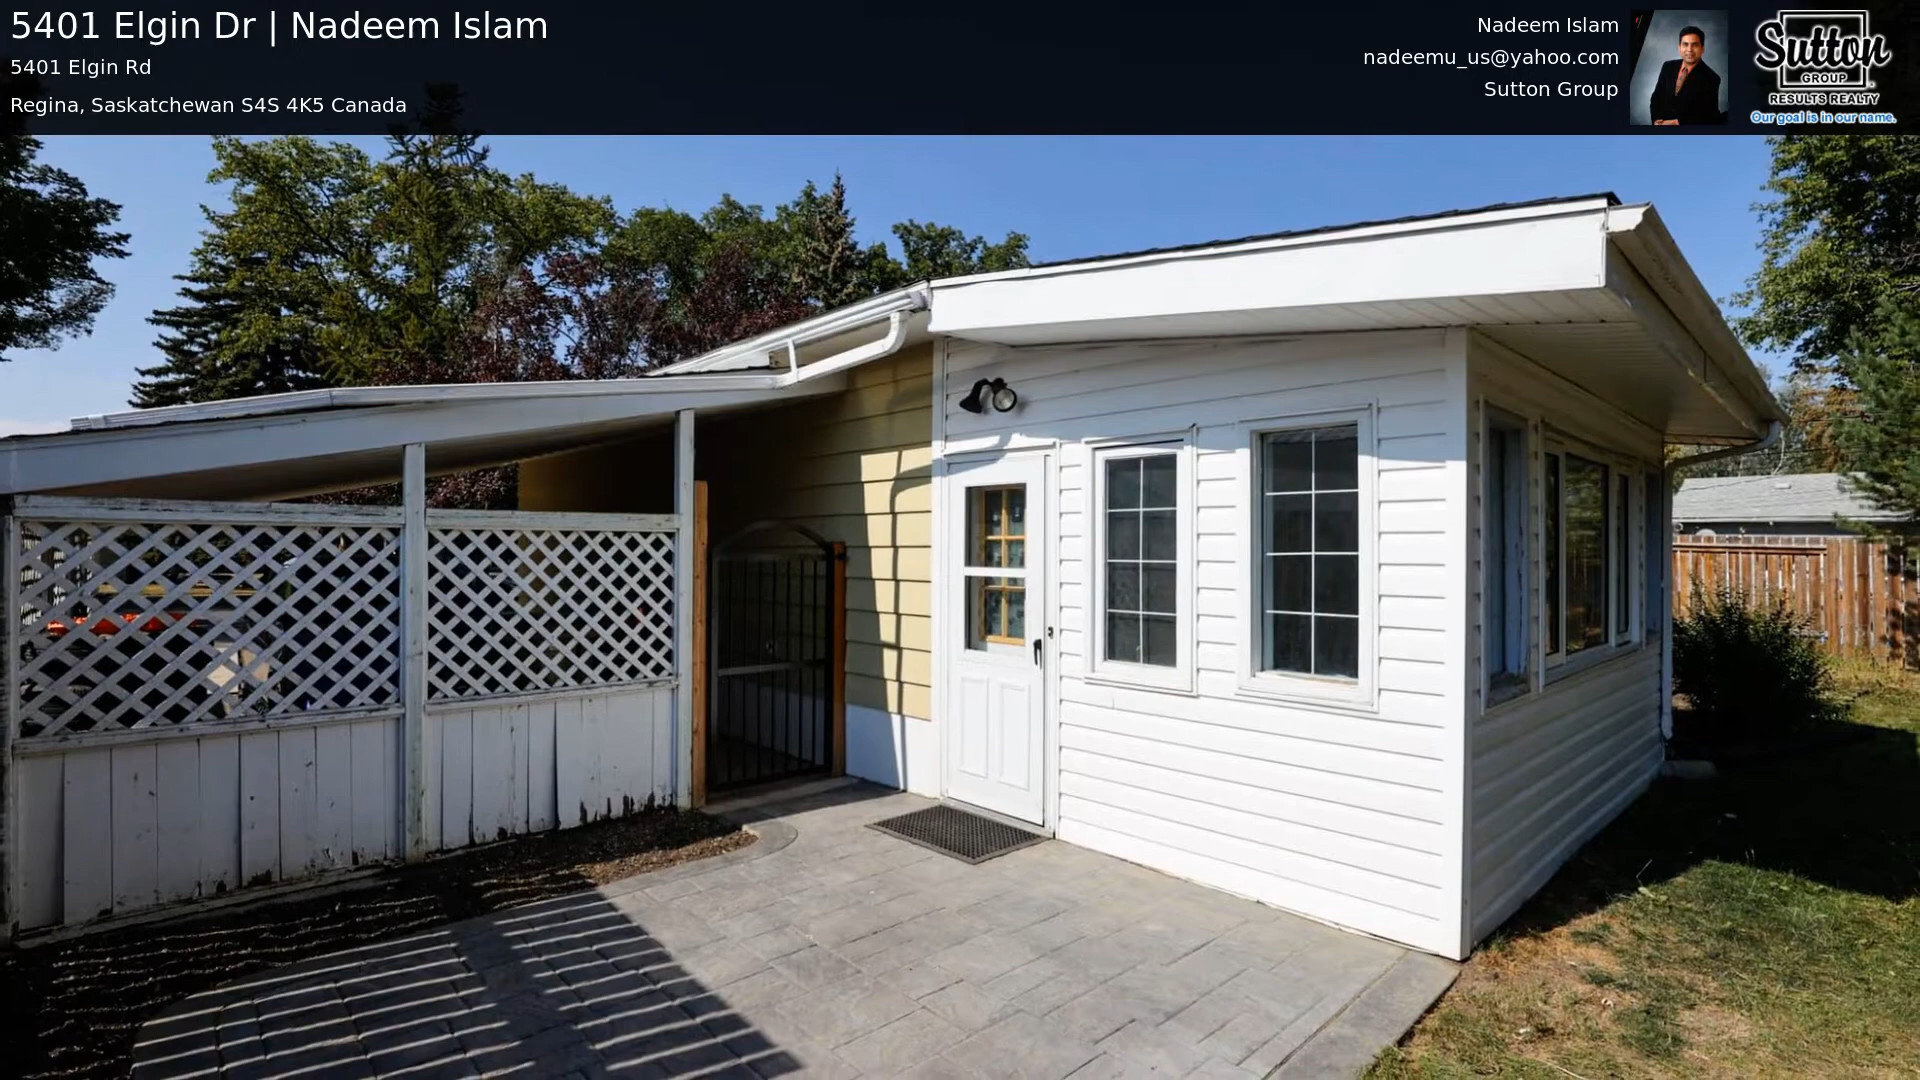 5401 Elgin Dr | Nadeem Islam
5401 Elgin Rd
Regina, Saskatchewan S4S 4K5 Canada
Nadeem Islam
nadeemu_us@yahoo.com
Sutton Group
Sutton
GROUP
RESULTS REALTY
Our goal is in our name.